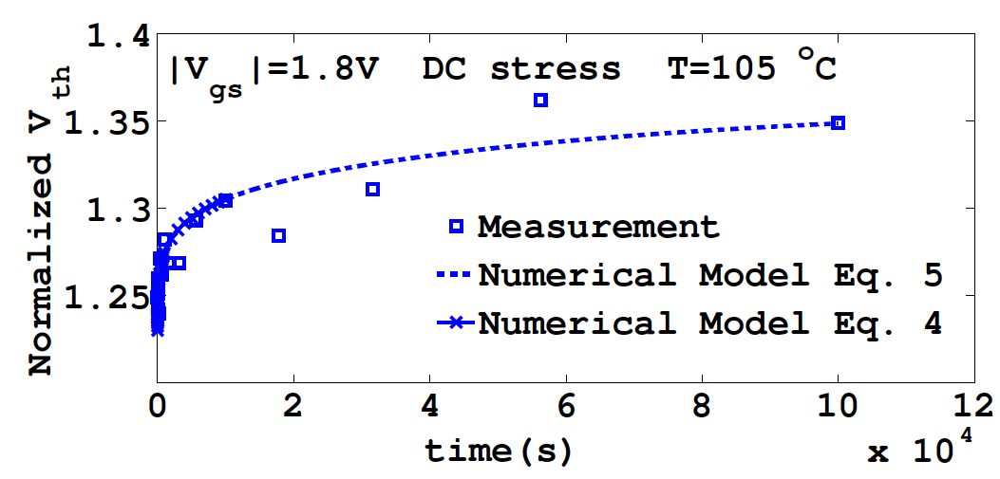 1.4
|Vgs|=1.8V DC stress T=105 °C
1.35
1.3
1.25
Normalized Vth
Measurement
Numerical Model Eq. 5
Numerical Model Eq. 4
0 2 4 6 8 10 12
time(s)
x 10^4